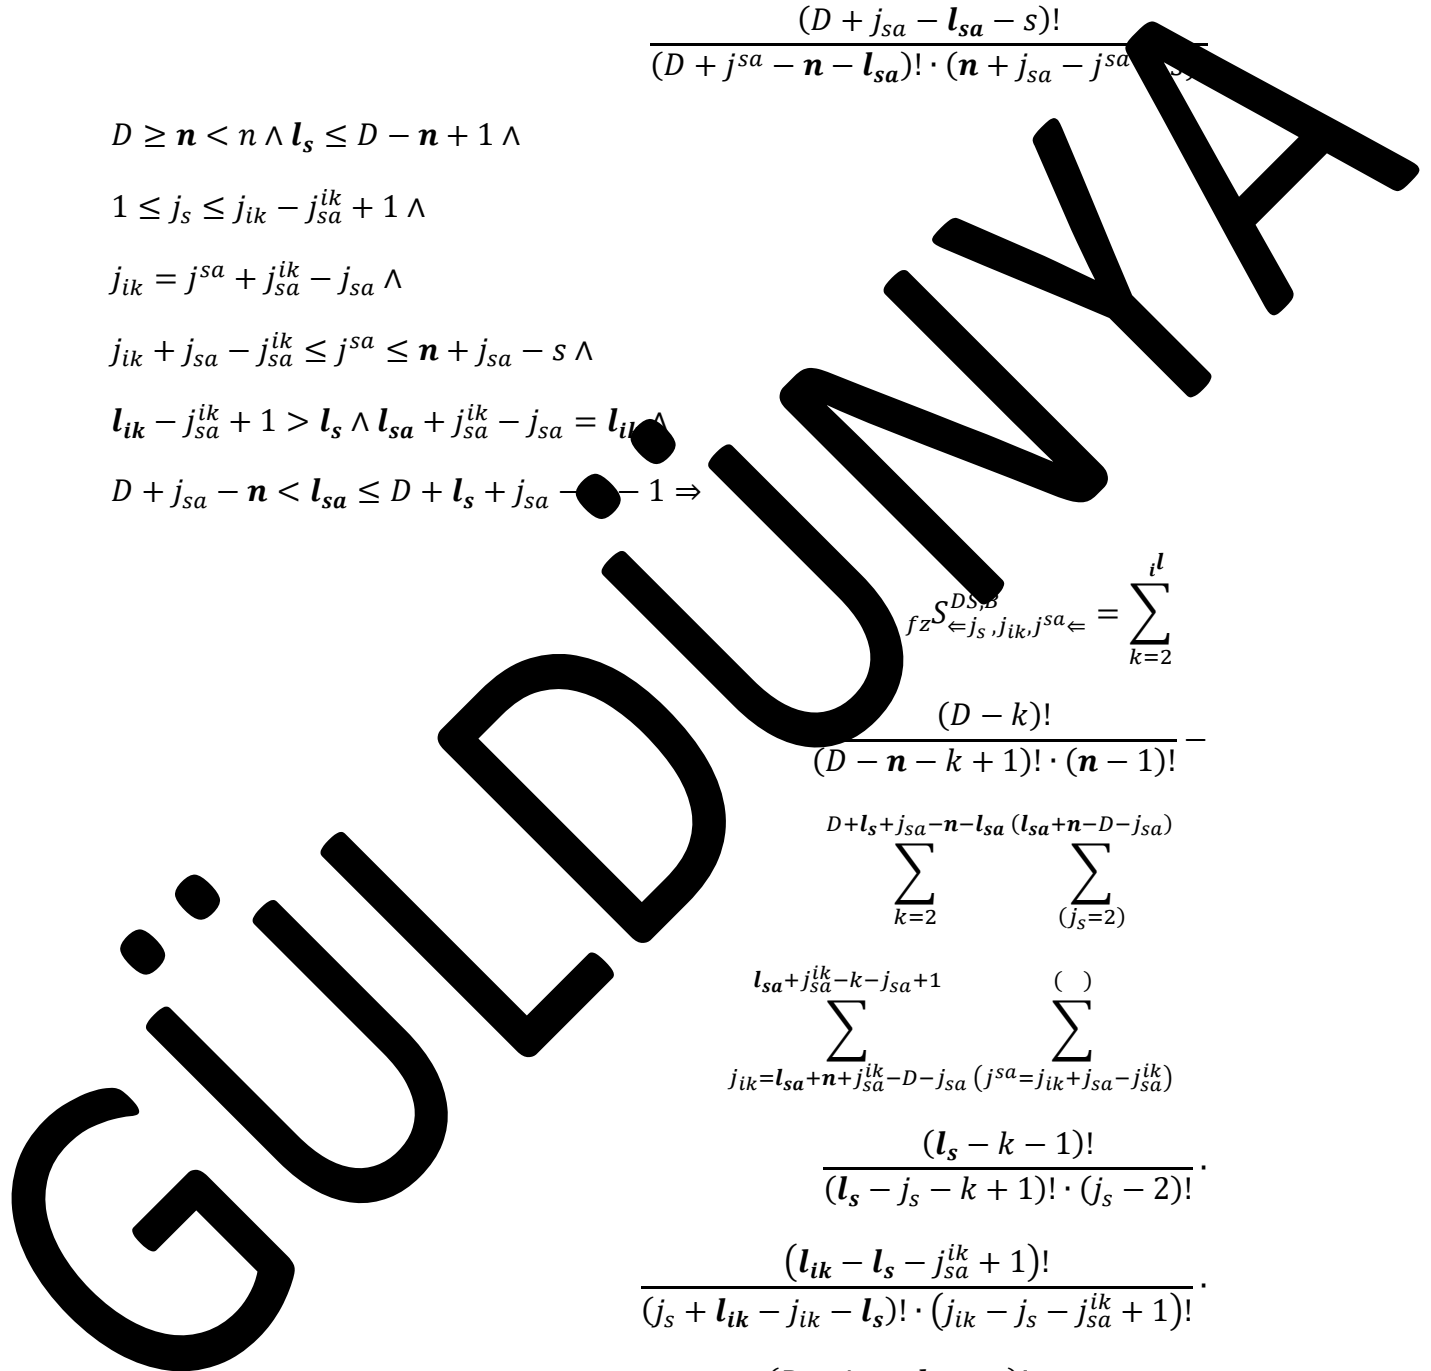 (D + j_{sa} − l_{sa} − s)!
(D + j^{sa} − n − l_{sa})! · (n + j_{sa} − j^{sa}
D ≥ n < n ∧ l_s ≤ D − n + 1 ∧
1 ≤ j_s ≤ j_{ik} − j_{sa}^{ik} + 1 ∧
j_{ik} = j^{sa} + j_{sa}^{ik} − j_{sa} ∧
j_{ik} + j_{sa} − j_{sa}^{ik} ≤ j^{sa} ≤ n + j_{sa} − s ∧
l_{ik} − j_{sa}^{ik} + 1 > l_s ∧ l_{sa} + j_{sa}^{ik} − j_{sa} = l_{ik} ∧
D + j_{sa} − n < l_{sa} ≤ D + l_s + j_{sa} − − 1 ⇒
_{fz}S^{DS,B}_{⇐j_s,j_{ik},j^{sa}⇐} = ∑_{k=2}^{_il}
(D − k)!
(D − n − k + 1)! · (n − 1)! −
D+l_s+j_{sa}−n−l_{sa} (l_{sa}+n−D−j_{sa})
∑ ∑
k=2 (j_s=2)
l_{sa}+j_{sa}^{ik}−k−j_{sa}+1 ( )
∑ ∑
j_{ik}=l_{sa}+n+j_{sa}^{ik}−D−j_{sa} (j^{sa}=j_{ik}+j_{sa}−j_{sa}^{ik})
(l_s − k − 1)!
(l_s − j_s − k + 1)! · (j_s − 2)! ·
(l_{ik} − l_s − j_{sa}^{ik} + 1)!
(j_s + l_{ik} − j_{ik} − l_s)! · (j_{ik} − j_s − j_{sa}^{ik} + 1)! ·
GÜLDÜNYA